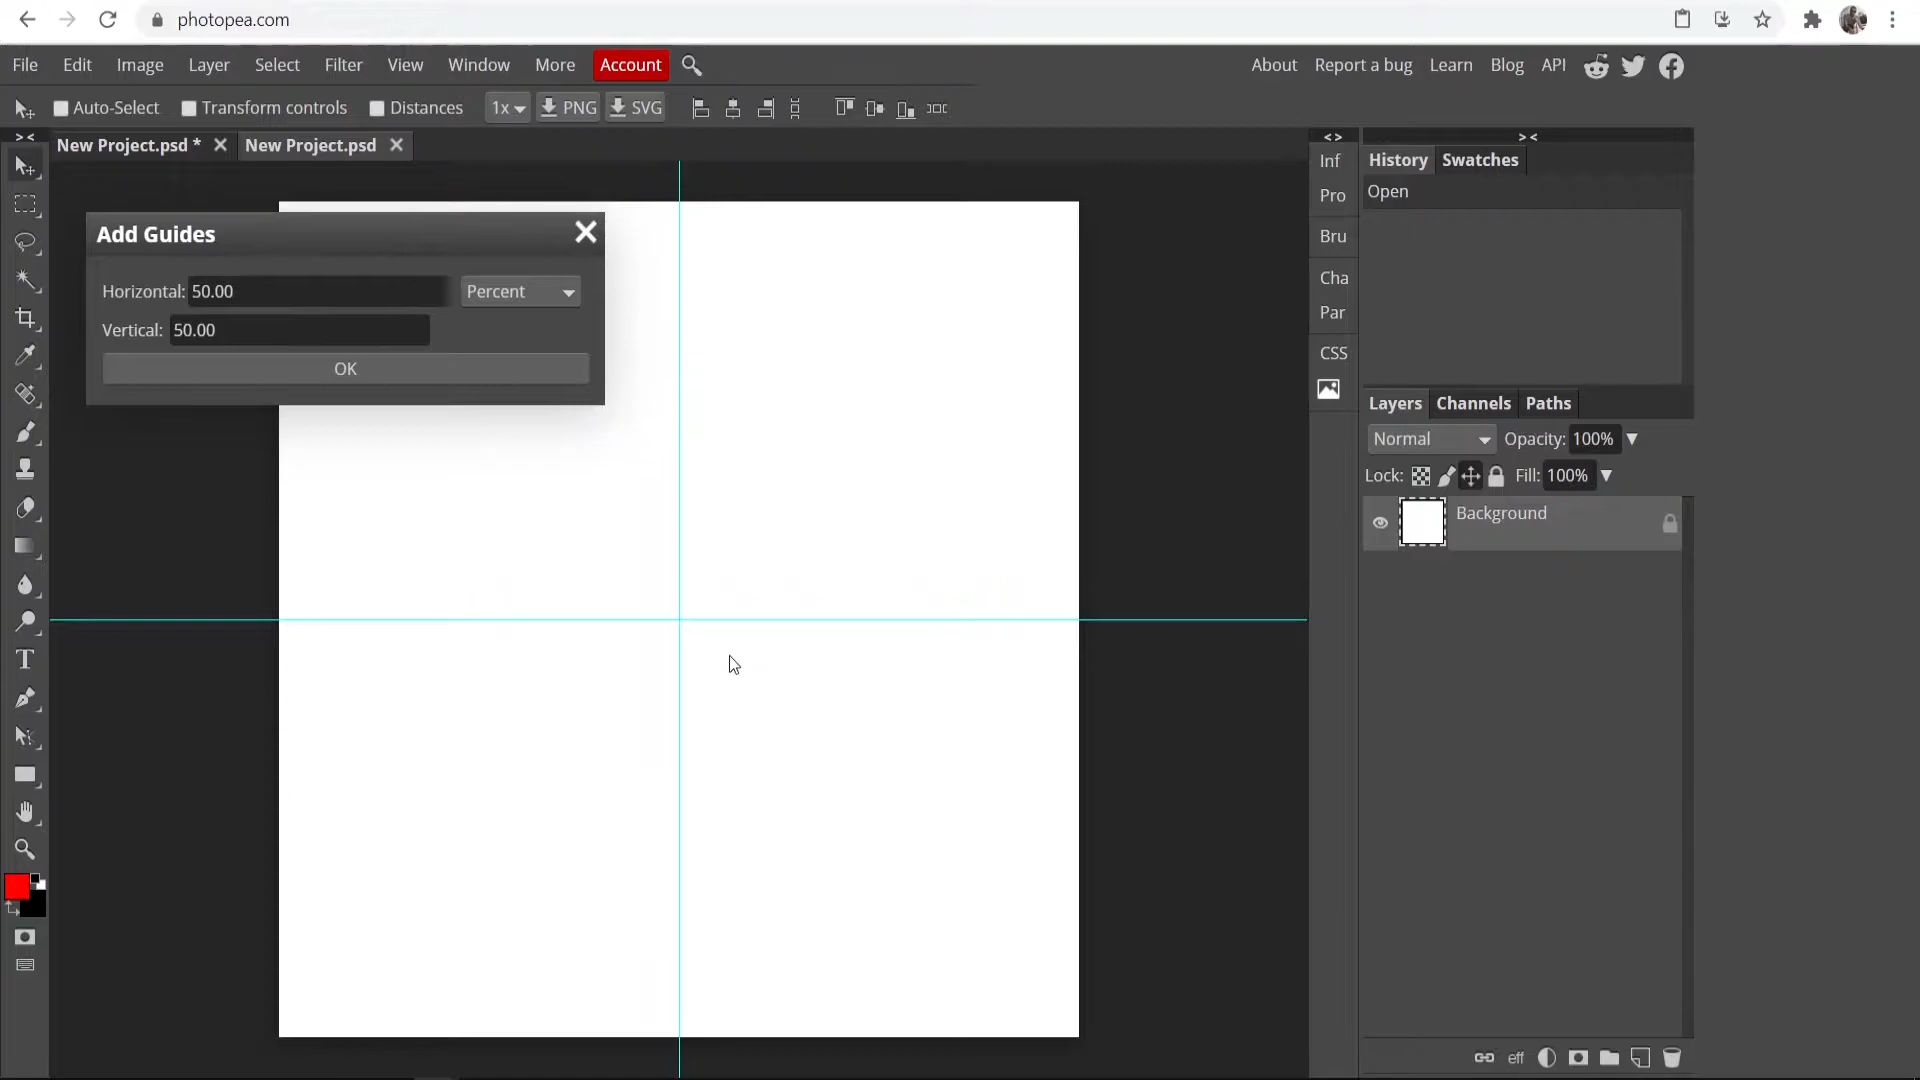 photopea.com
File Edit Image Layer Select Filter View Window More Account About Report a bug Learn Blog API
Auto-Select Transform controls Distances 1x PNG SVG
New Project.psd * New Project.psd
Add Guides
Horizontal: 50.00 Percent
Vertical: 50.00
OK
Inf
Pro
Bru
Cha
Par
CSS
History Swatches
Open
Layers Channels Paths
Normal Opacity: 100%
Lock: Fill: 100%
Background
eff